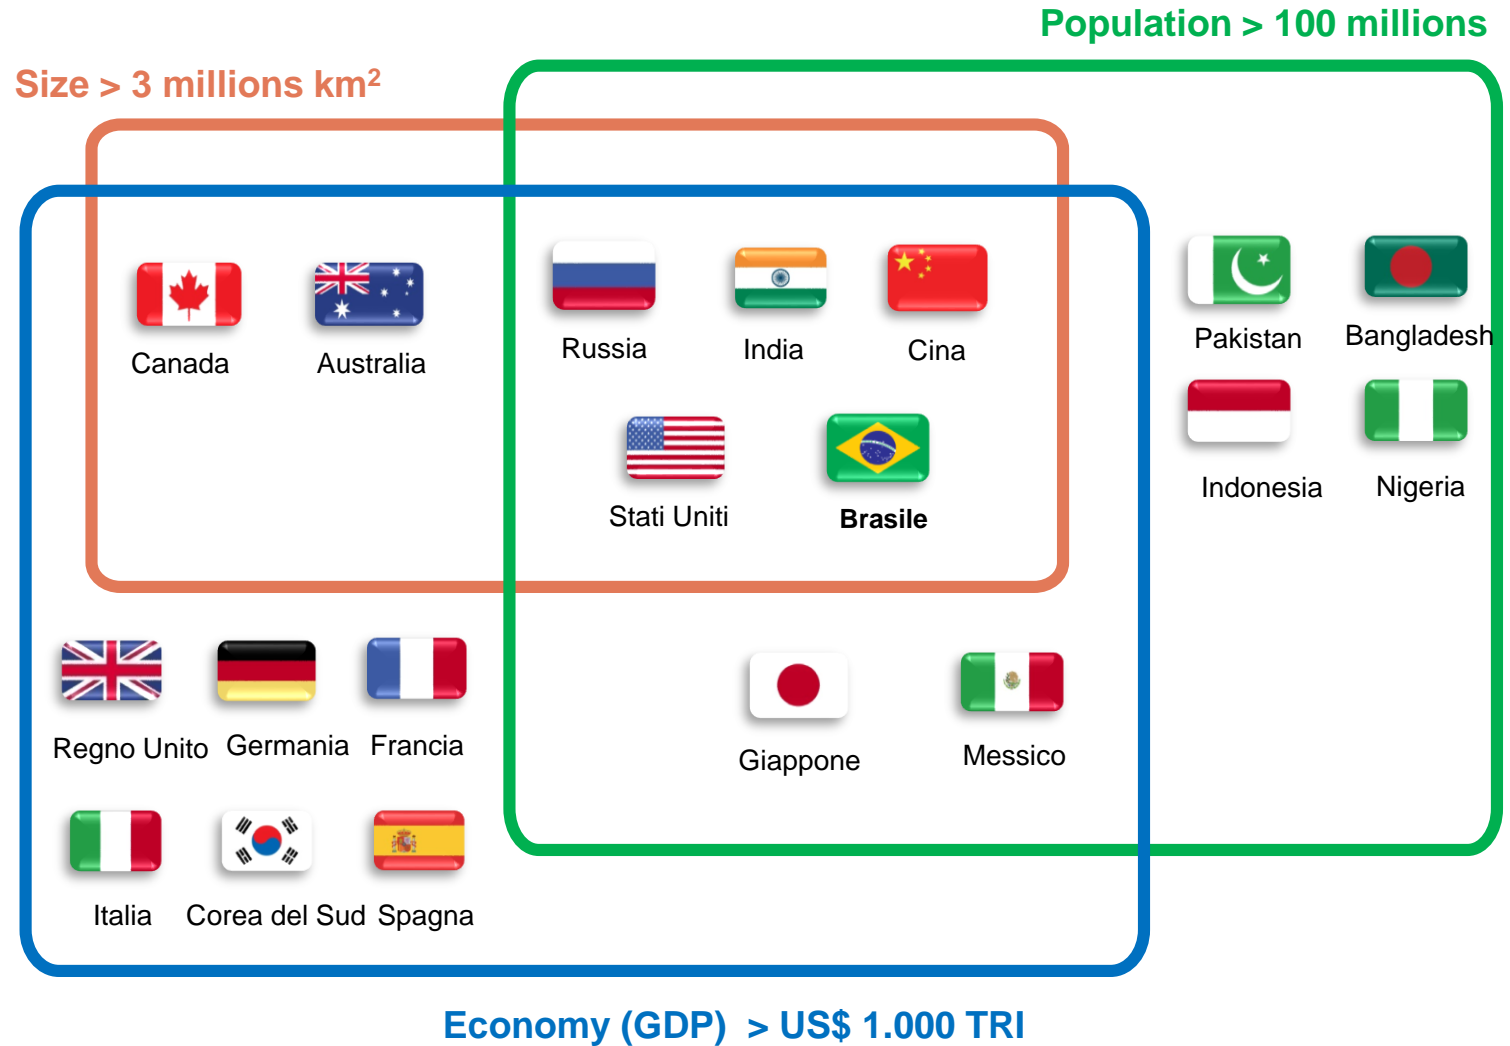 Population > 100 millions
Size > 3 millions km²
Canada
Australia
Russia
India
Cina
Pakistan
Bangladesh
Stati Uniti
Brasile
Indonesia
Nigeria
Regno Unito
Germania
Francia
Giappone
Messico
Italia
Corea del Sud
Spagna
Economy (GDP) > US$ 1.000 TRI